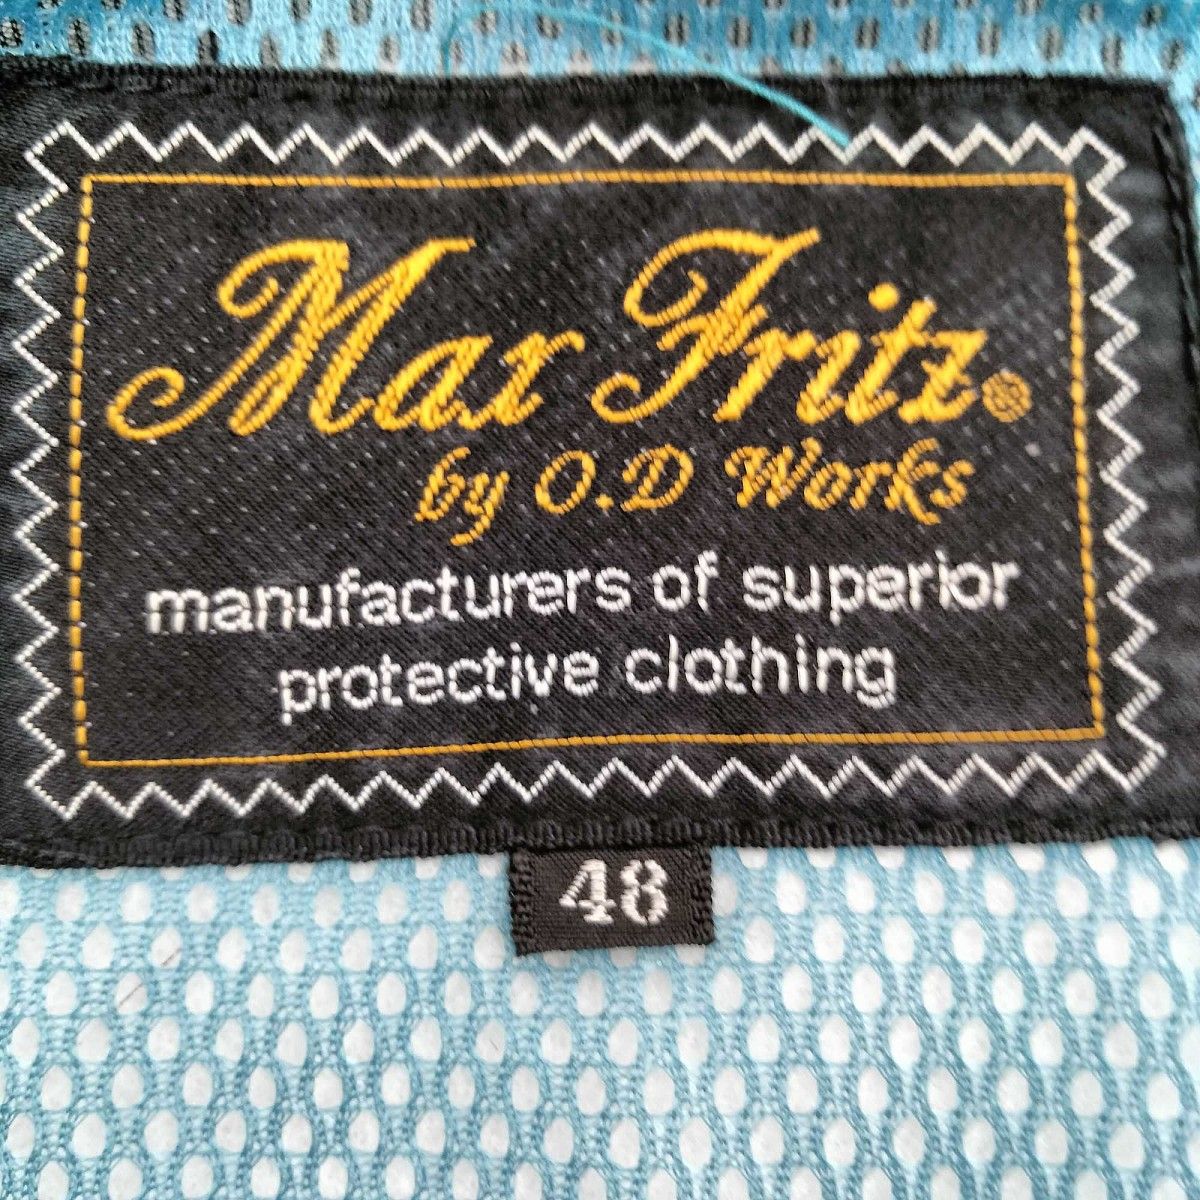 Max Fritz®
by O.D Works
manufacturers of superior
protective clothing
48